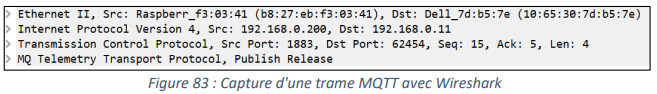 Ethernet II, Src: Raspberr_f3:03:41 (b8:27:eb:f3:03:41), Dst: Dell_7d:b5:7e (10:65:30:7d:b5:7e)
Internet Protocol Version 4, Src: 192.168.0.200, Dst: 192.168.0.11
Transmission Control Protocol, Src Port: 1883, Dst Port: 62454, Seq: 15, Ack: 5, Len: 4
MQ Telemetry Transport Protocol, Publish Release
Figure 83 : Capture d'une trame MQTT avec Wireshark